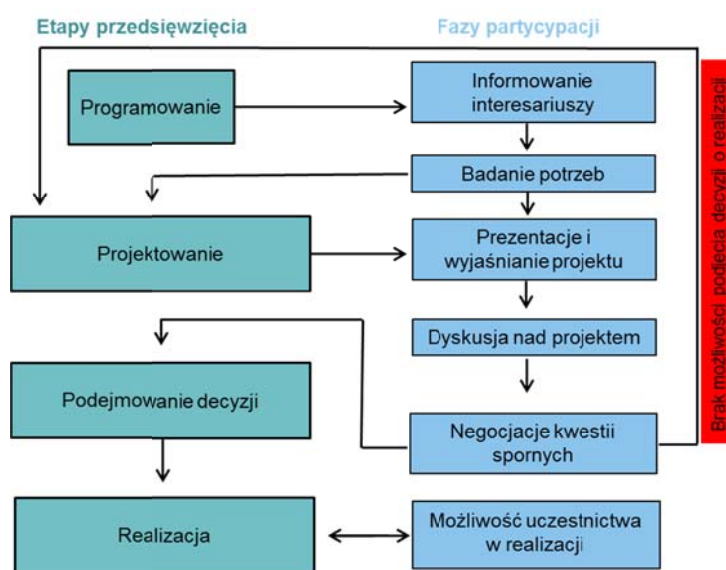 Etapy przedsięwzięcia
Fazy partycypacji
Programowanie
Informowanie
interesariuszy
Badanie potrzeb
Projektowanie
Prezentacje i
wyjaśnianie projektu
Dyskusja nad projektem
Podejmowanie decyzji
Negocjacje kwestii
spornych
Realizacja
Możliwość uczestnictwa
w realizacji
Brak możliwości podjęcia decyzji o realizacji